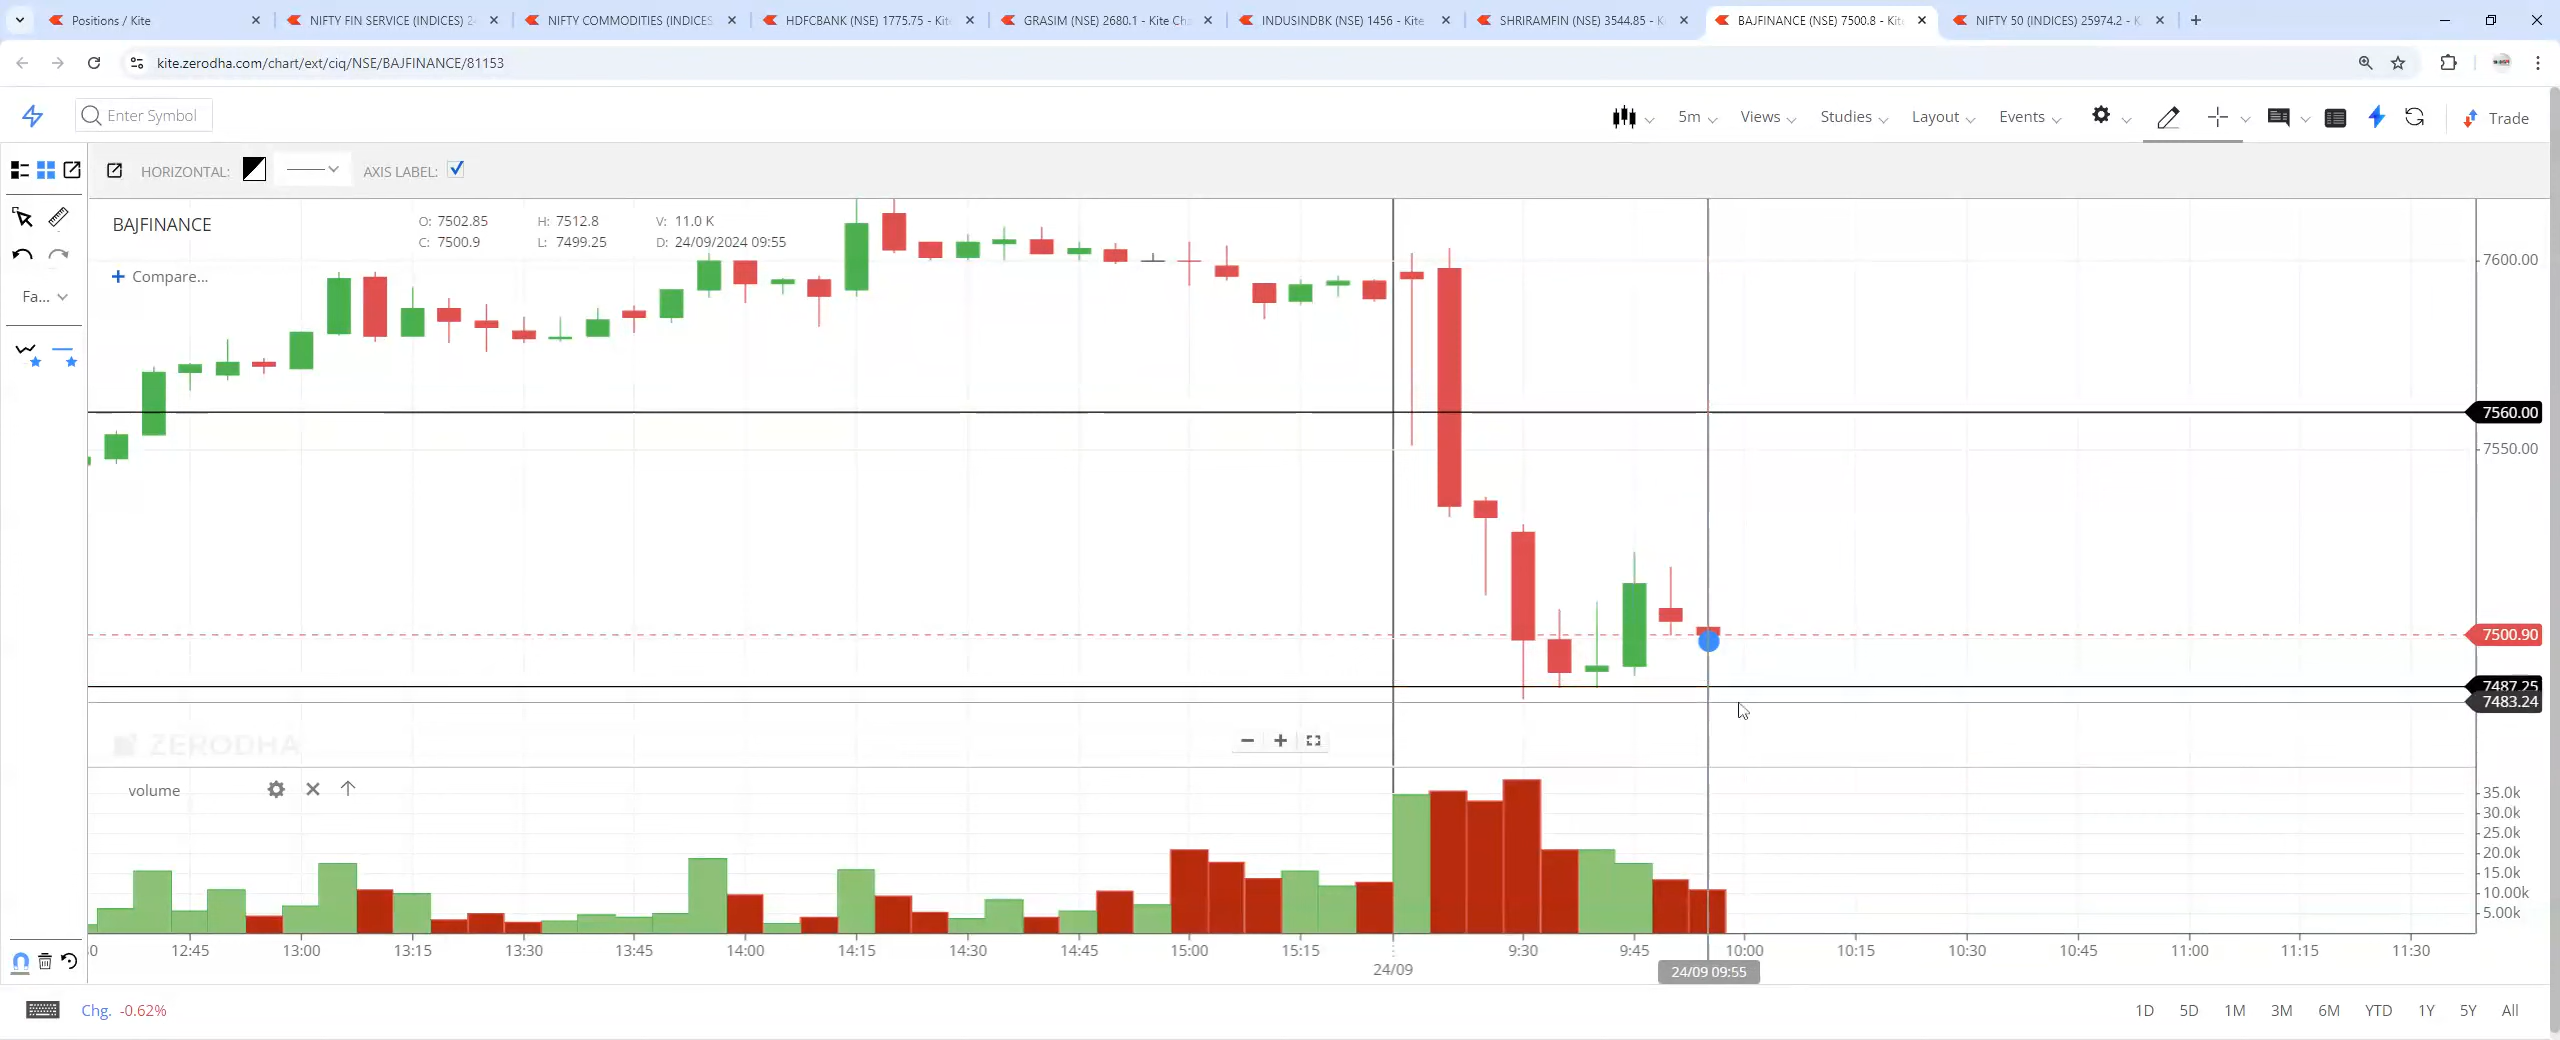 Positions / Kite
NIFTY FIN SERVICE (INDICES) 2
NIFTY COMMODITIES (INDICES
HDFCBANK (NSE) 1775.75 - Kit
GRASIM (NSE) 2680.1 - Kite Ch
INDUSINDBK (NSE) 1456 - Kite
SHRIRAMFIN (NSE) 3544.85 - K
BAJFINANCE (NSE) 7500.8 - Kit
NIFTY 50 (INDICES) 25974.2 - K
kite.zerodha.com/chart/ext/ciq/NSE/BAJFINANCE/81153
Enter Symbol
5m
Views
Studies
Layout
Events
Trade
HORIZONTAL:
AXIS LABEL:
BAJFINANCE
O: 7502.85 H: 7512.8 V: 11.0 K
C: 7500.9 L: 7499.25 D: 24/09/2024 09:55
+ Compare...
Fa...
7600.00
7560.00
7550.00
7500.90
7487.25
7483.24
ZERODHA
volume
35.0k
30.0k
25.0k
20.0k
15.0k
10.00k
5.00k
0 12:45 13:00 13:15 13:30 13:45 14:00 14:15 14:30 14:45 15:00 15:15 9:30 9:45 10:00 10:15 10:30 10:45 11:00 11:15 11:30
24/09
24/09 09:55
Chg. -0.62%
1D 5D 1M 3M 6M YTD 1Y 5Y All